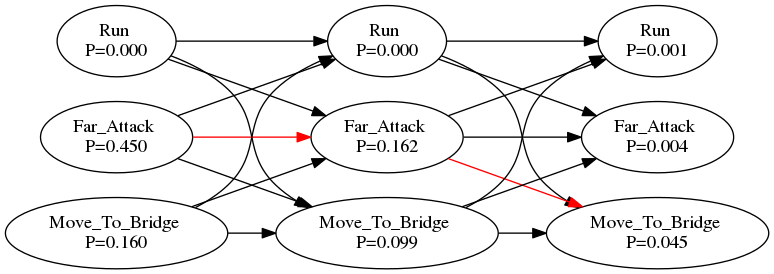 Run
P=0.000
Run
P=0.000
Run
P=0.001
Far_Attack
P=0.450
Far_Attack
P=0.162
Far_Attack
P=0.004
Move_To_Bridge
P=0.160
Move_To_Bridge
P=0.099
Move_To_Bridge
P=0.045